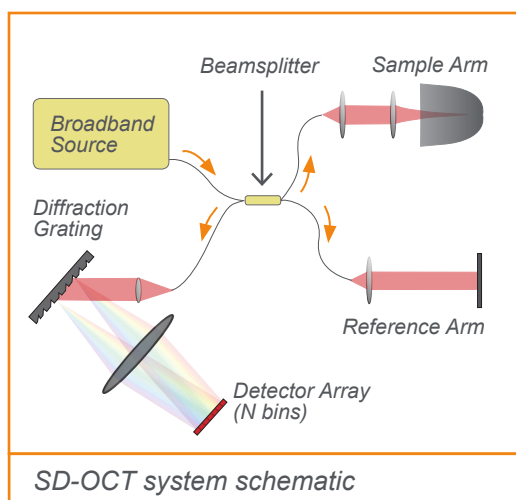 Beamsplitter
Sample Arm
Broadband
Source
Diffraction
Grating
Reference Arm
Detector Array
(N bins)
SD-OCT system schematic